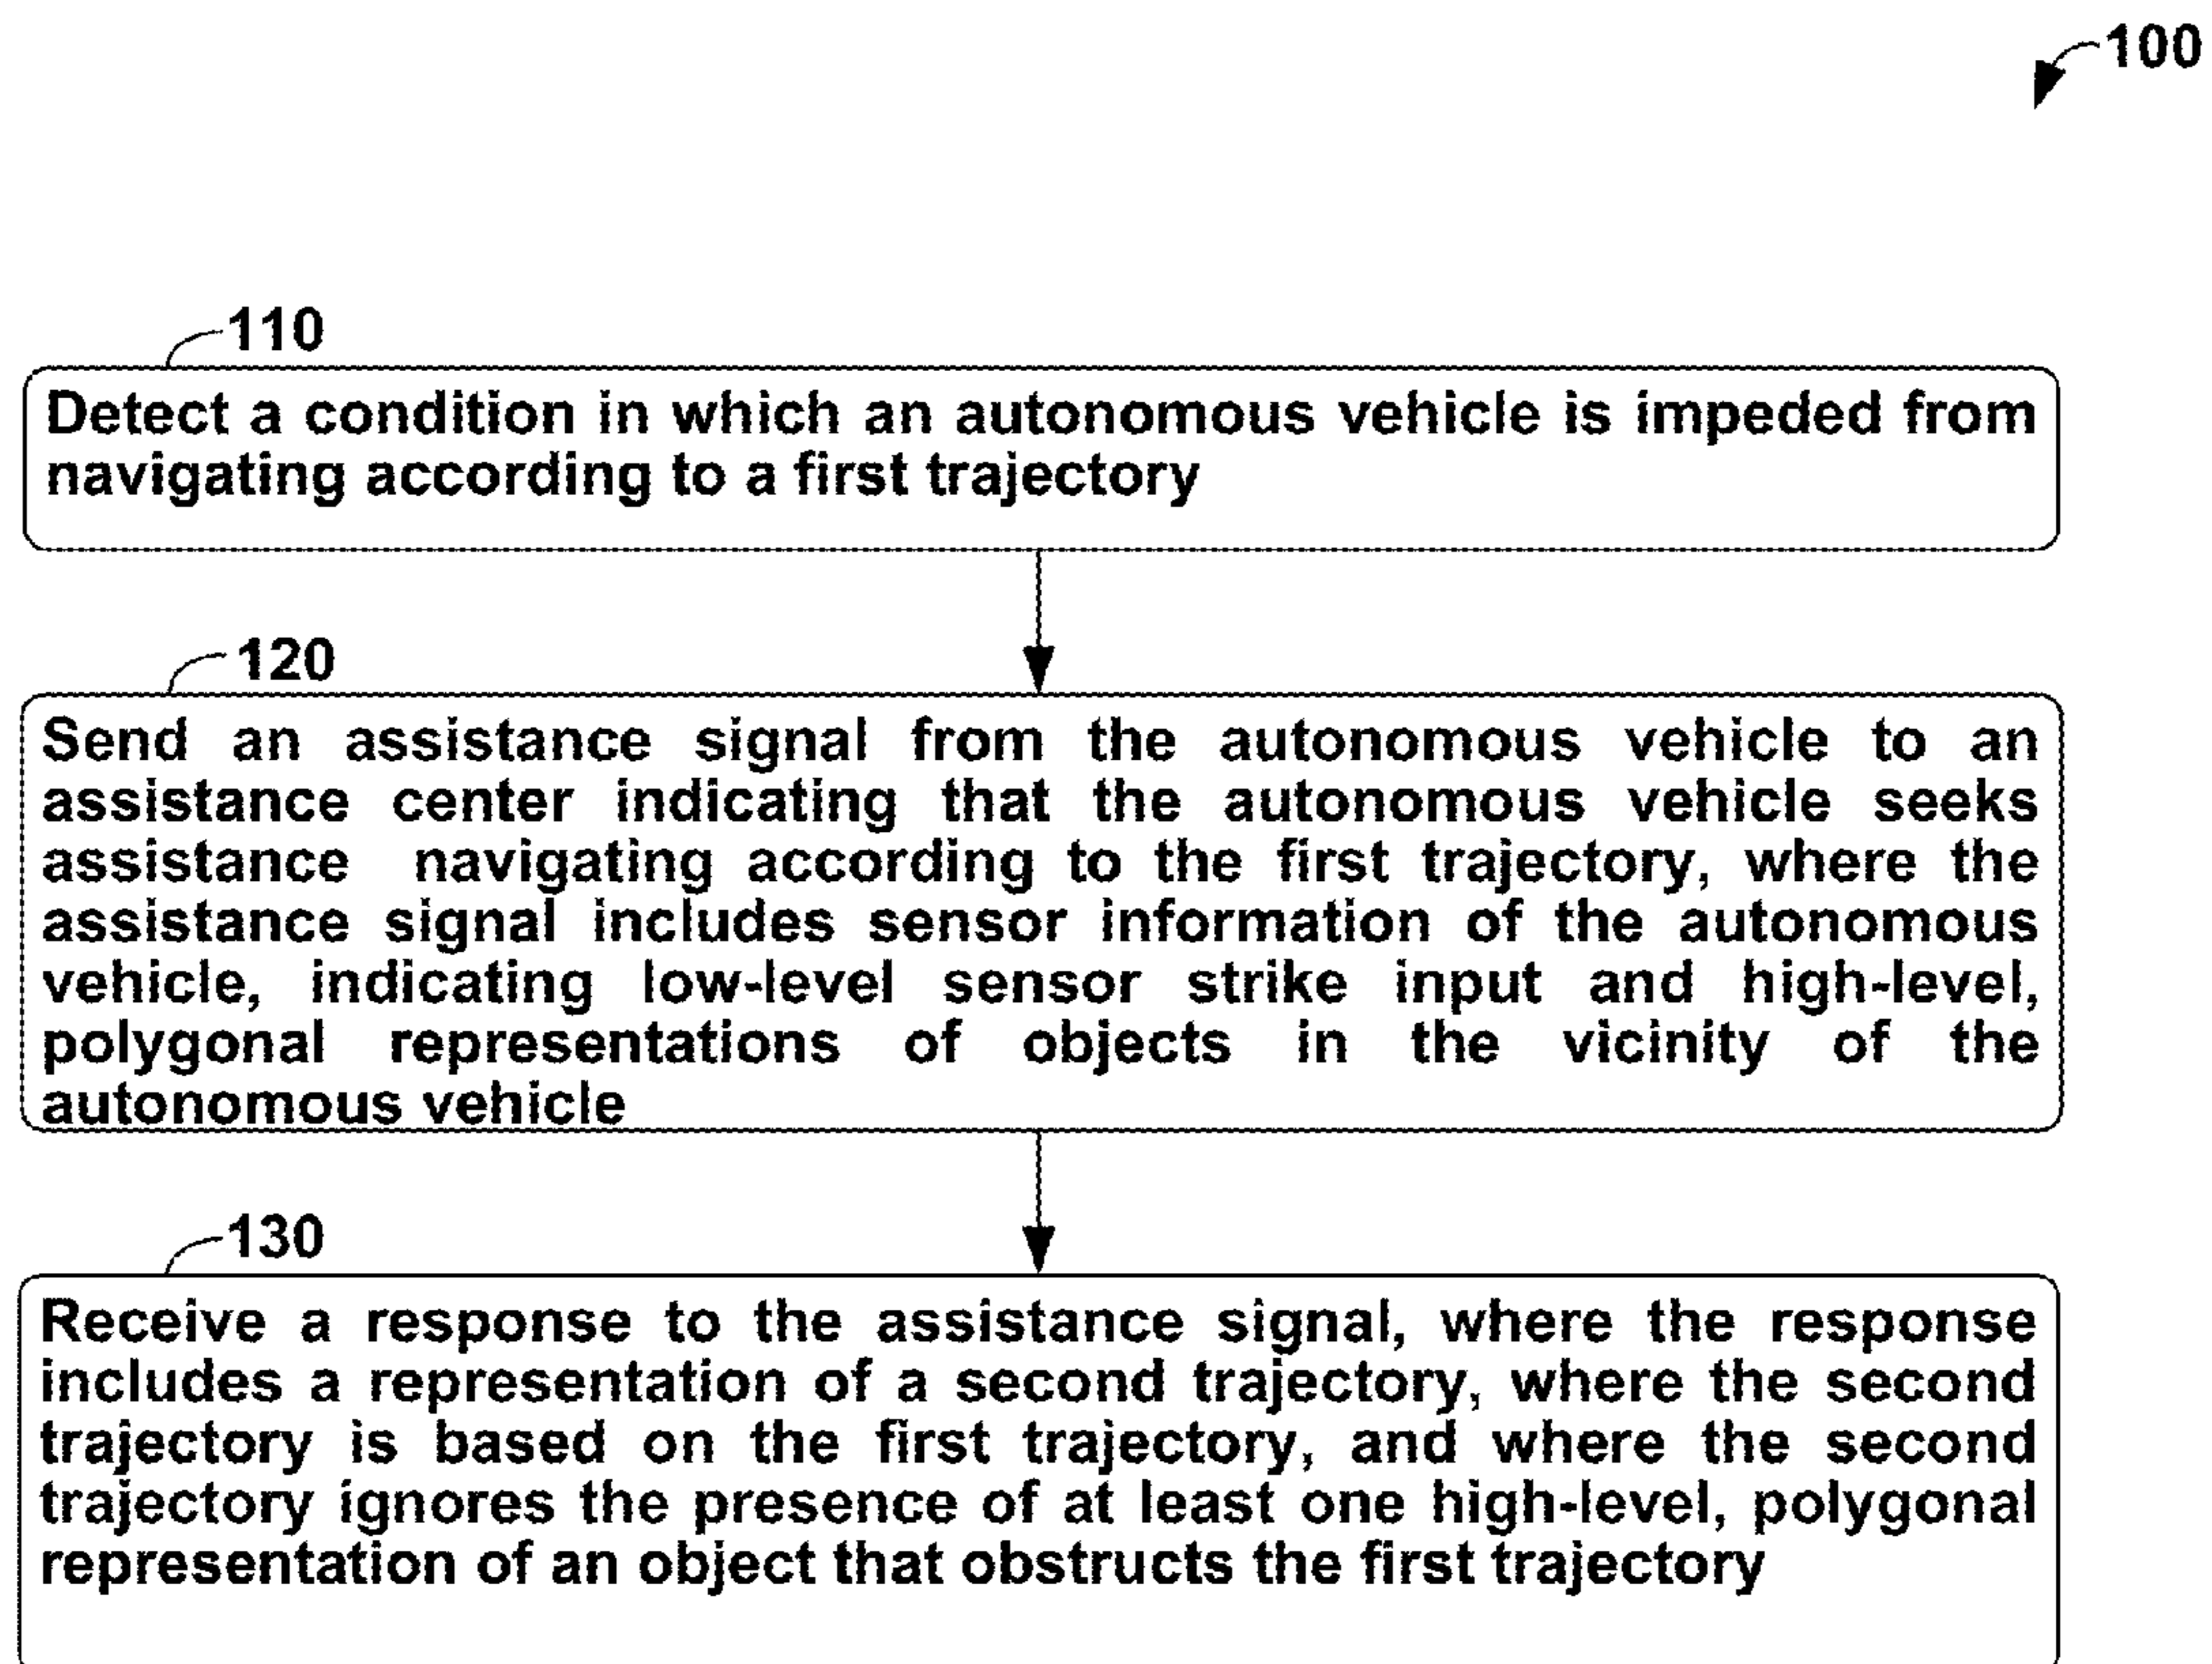 100
110
Detect a condition in which an autonomous vehicle is impeded from
navigating according to a first trajectory
120
Send an assistance signal from the autonomous vehicle to an
assistance center indicating that the autonomous vehicle seeks
assistance navigating according to the first trajectory, where the
assistance signal includes sensor information of the autonomous
vehicle, indicating low-level sensor strike input and high-level,
polygonal representations of objects in the vicinity of the
autonomous vehicle
130
Receive a response to the assistance signal, where the response
includes a representation of a second trajectory, where the second
trajectory is based on the first trajectory, and where the second
trajectory ignores the presence of at least one high-level, polygonal
representation of an object that obstructs the first trajectory